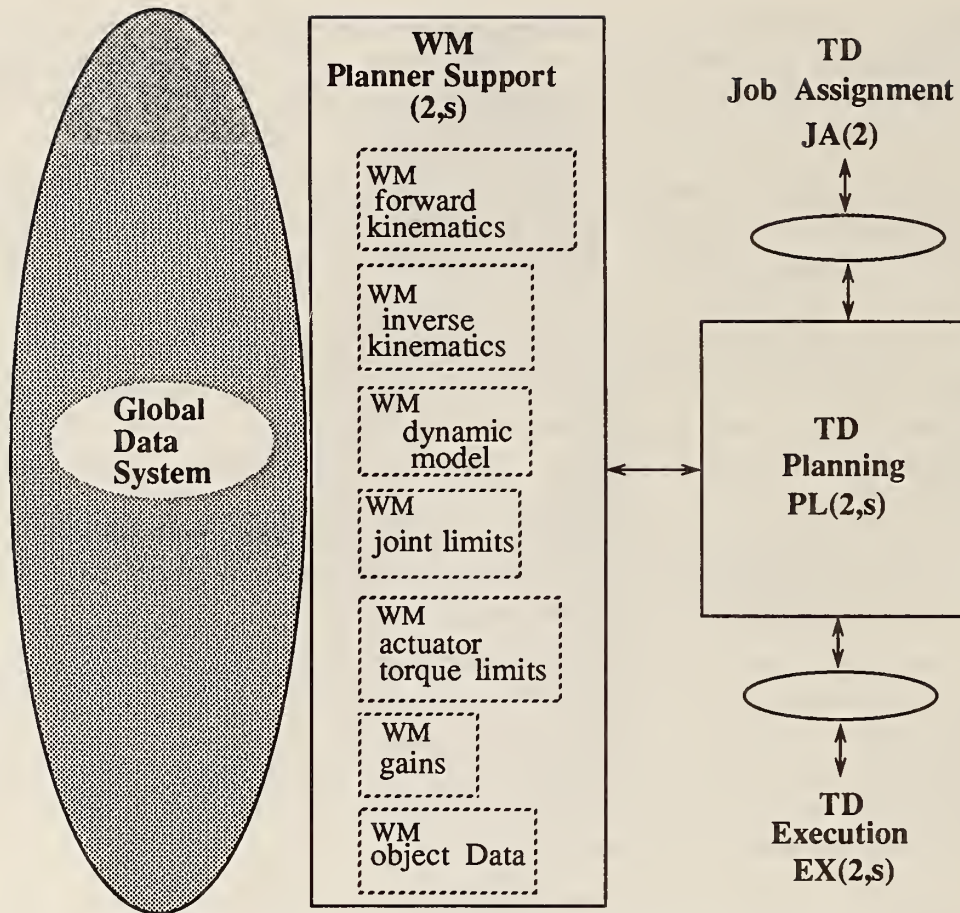 Global
Data
System
WM
Planner Support
(2,s)
WM
forward
kinematics
WM
inverse
kinematics
WM
dynamic
model
WM
joint limits
WM
actuator
torque limits
WM
gains
WM
object Data
TD
Job Assignment
JA(2)
TD
Planning
PL(2,s)
TD
Execution
EX(2,s)